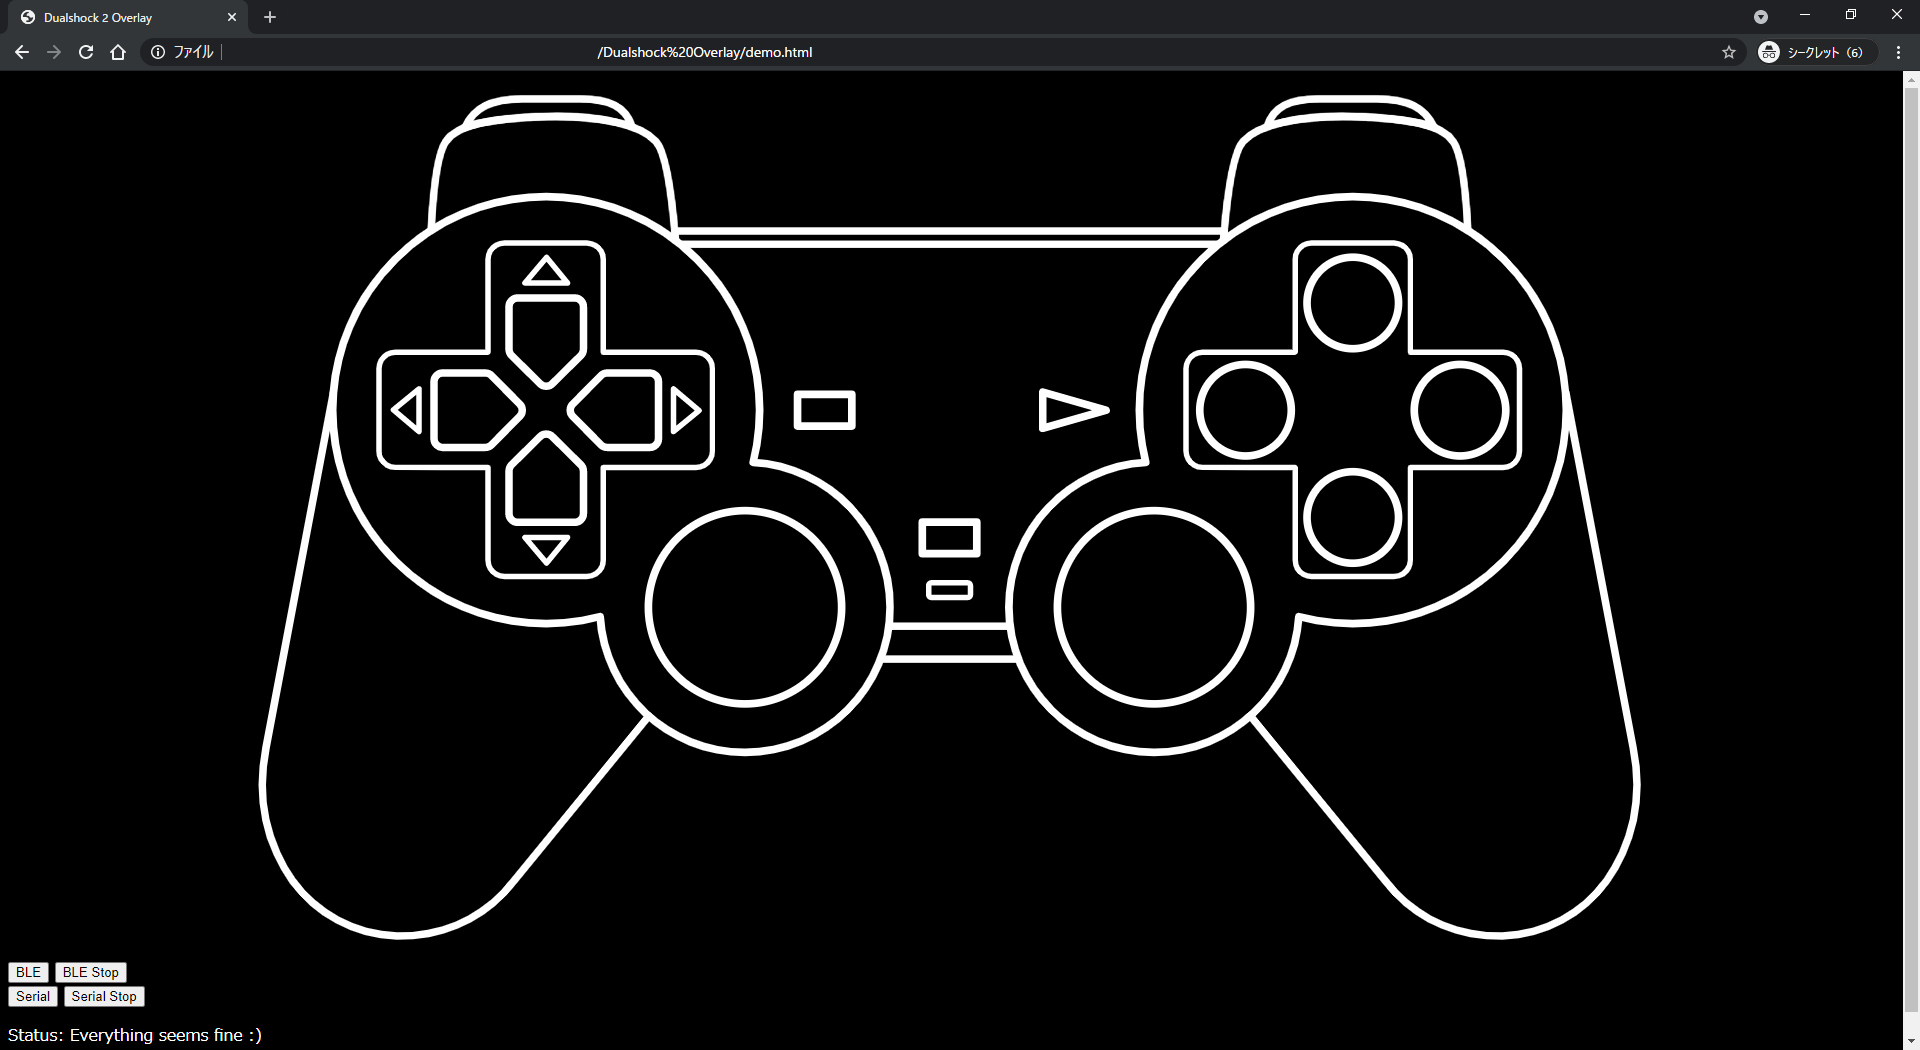 Dualshock 2 Overlay
ファイル | /Dualshock%20Overlay/demo.html シークレット (6)
BLE BLE Stop
Serial Serial Stop
Status: Everything seems fine :)